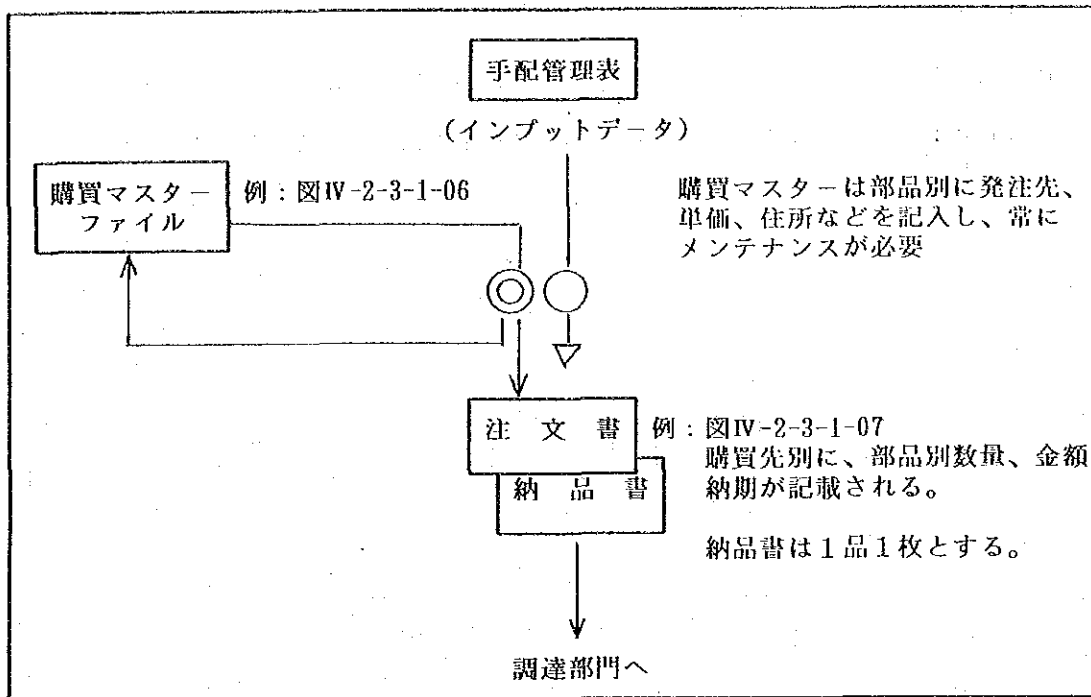 手配管理表
(インプットデータ)
購買マスター
ファイル
例:図Ⅳ-2-3-1-06
購買マスターは部品別に発注先、
単価、住所などを記入し、常に
メンテナンスが必要
注文書
例:図Ⅳ-2-3-1-07
購買先別に、部品別数量、金額
納期が記載される。
納品書
納品書は1品1枚とする。
調達部門へ